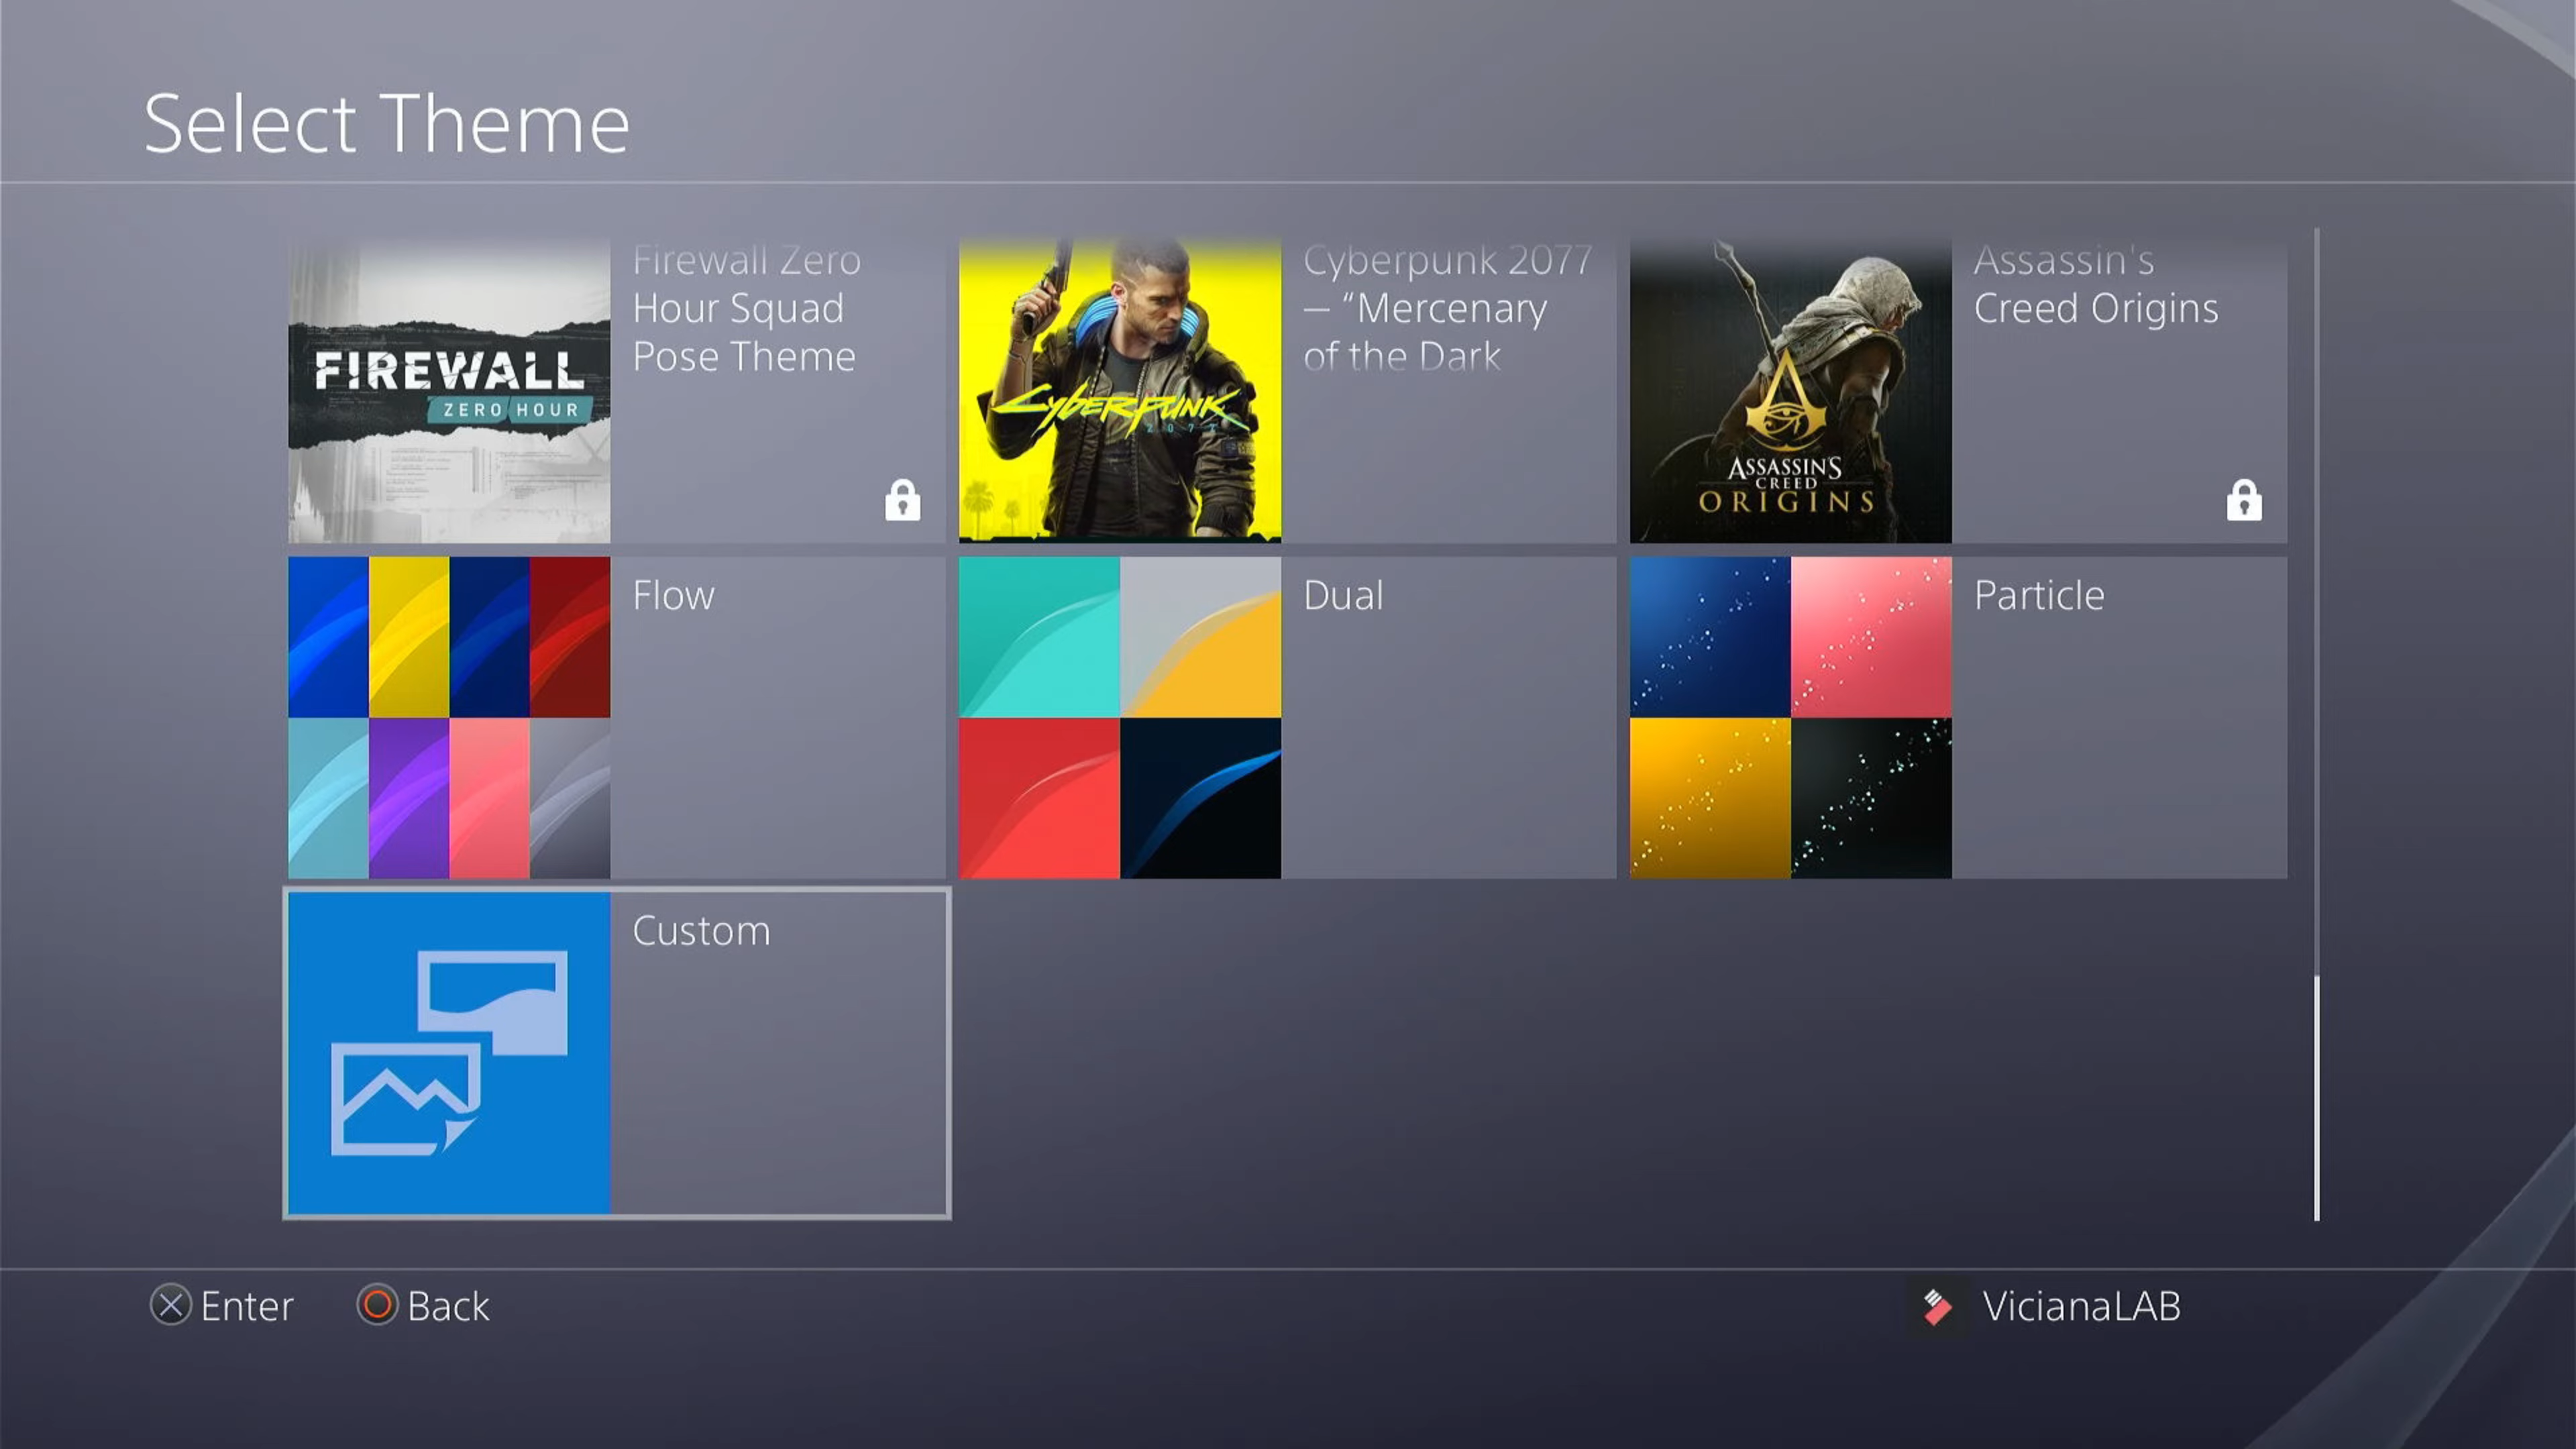 Select Theme
FIREWALL
ZERO HOUR
Firewall Zero
Hour Squad
Pose Theme
CYBERPUNK
2077
Cyberpunk 2077
– “Mercenary
of the Dark
ASSASSIN'S
CREED
ORIGINS
Assassin's
Creed Origins
Flow
Dual
Particle
Custom
Enter
Back
VicianaLAB